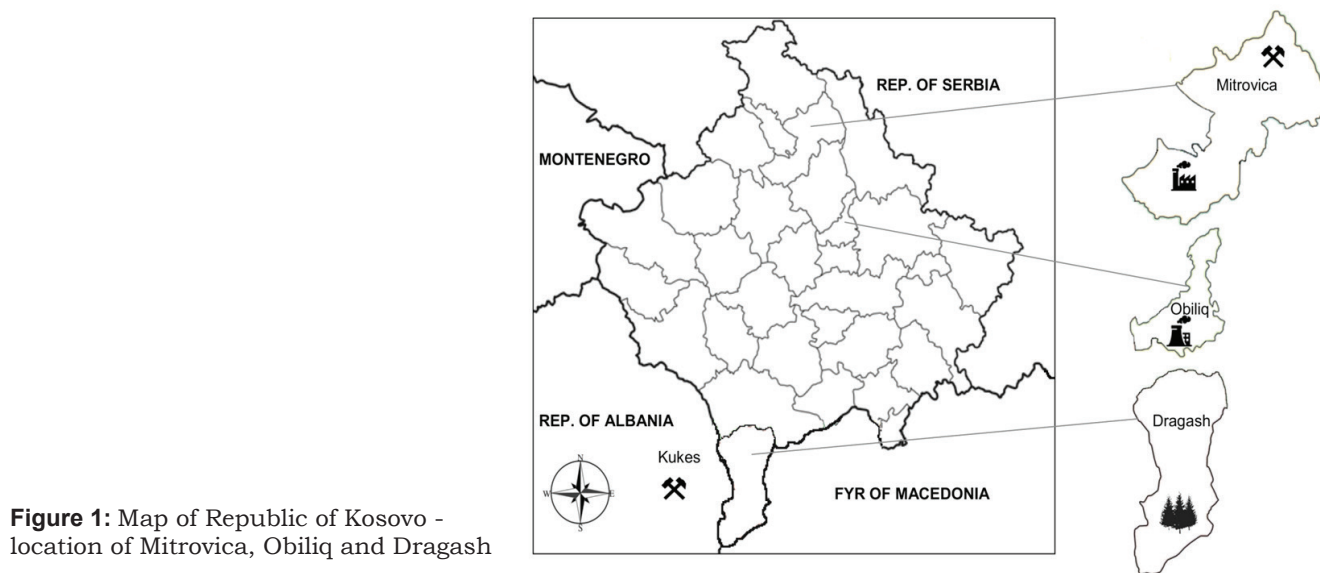 REP. OF SERBIA
Mitrovica
MONTENEGRO
Obiliq
REP. OF ALBANIA
Dragash
Kukes
N
W
E
S
FYR OF MACEDONIA
Figure 1: Map of Republic of Kosovo -
location of Mitrovica, Obiliq and Dragash